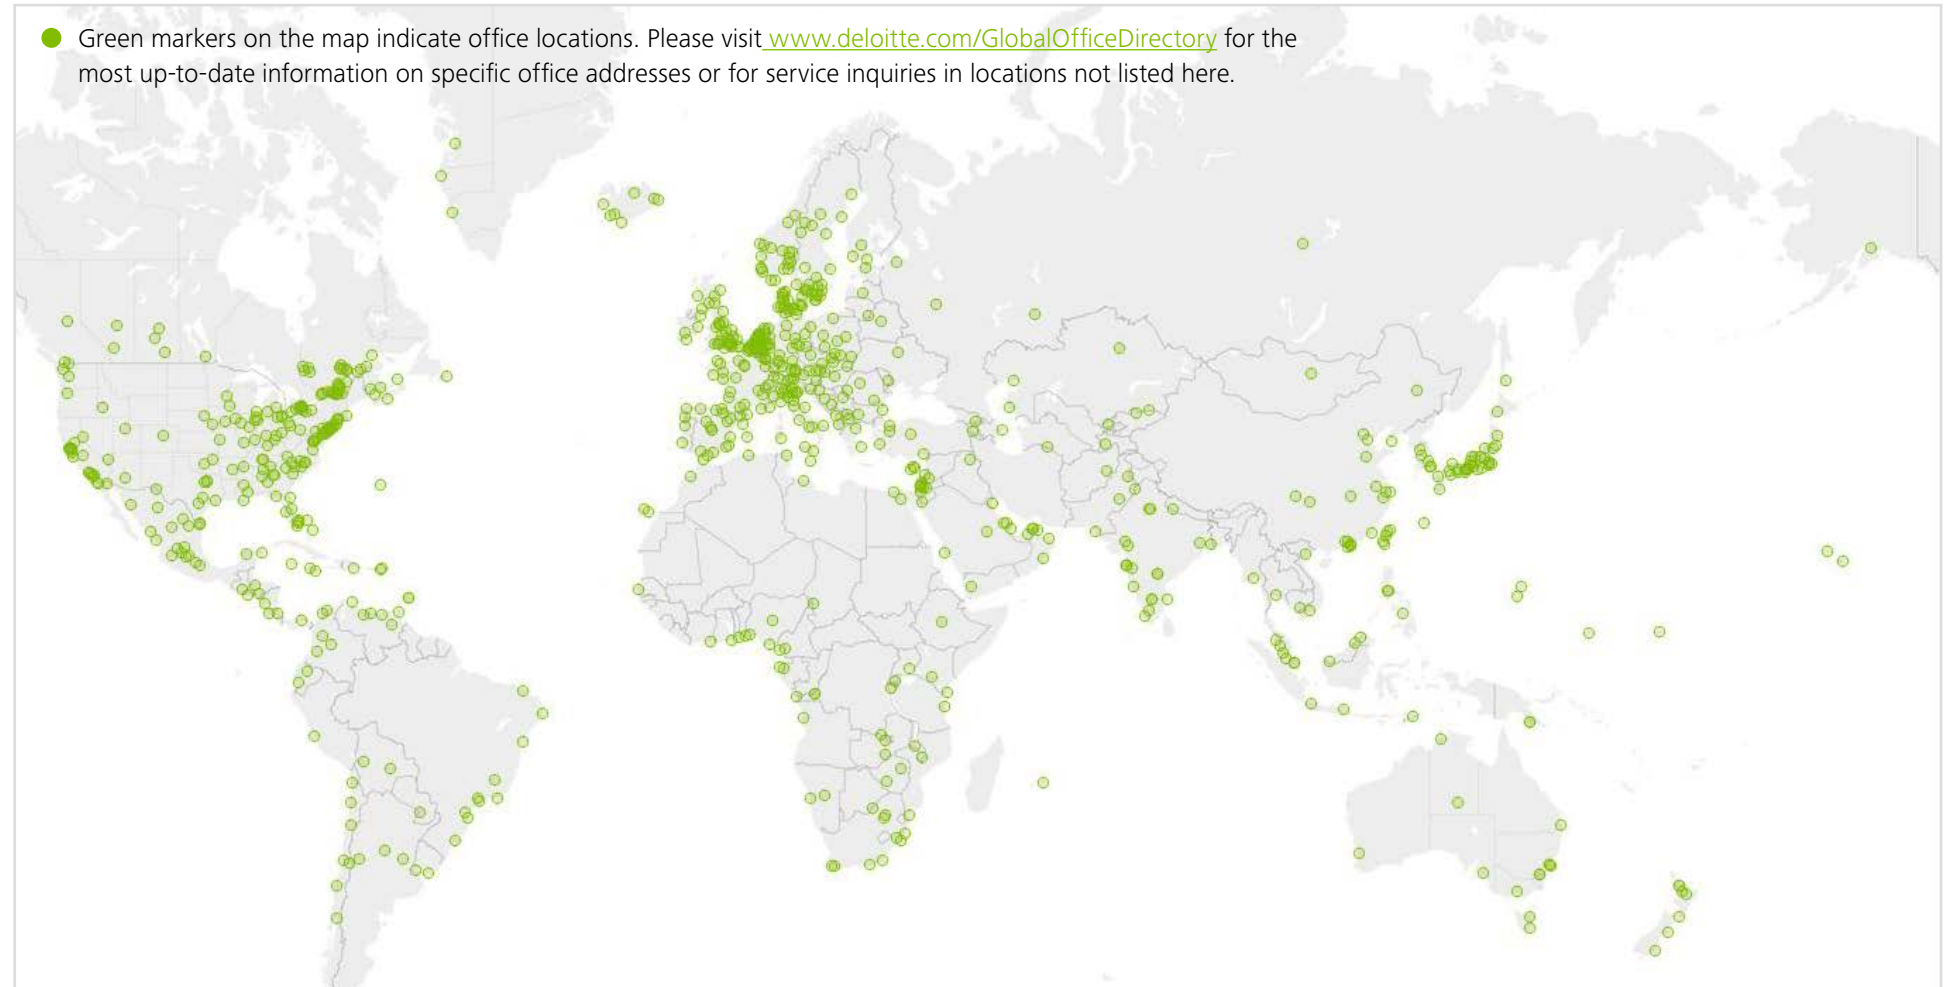 Green markers on the map indicate office locations. Please visit www.deloitte.com/GlobalOfficeDirectory for the
most up-to-date information on specific office addresses or for service inquiries in locations not listed here.